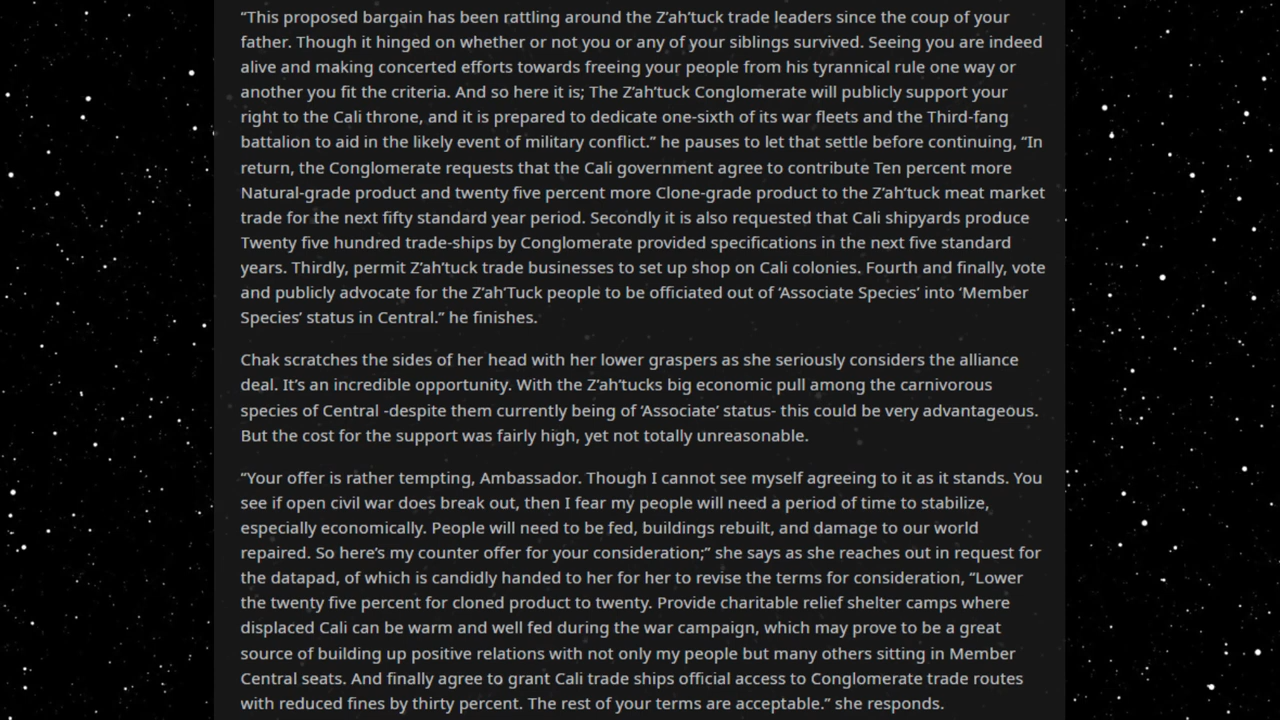 “This proposed bargain has been rattling around the Z’ah’tuck trade leaders since the coup of your
father. Though it hinged on whether or not you or any of your siblings survived. Seeing you are indeed
alive and making concerted efforts towards freeing your people from his tyrannical rule one way or
another you fit the criteria. And so here it is; The Z’ah’tuck Conglomerate will publicly support your
right to the Cali throne, and it is prepared to dedicate one-sixth of its war fleets and the Third-fang
battalion to aid in the likely event of military conflict.” he pauses to let that settle before continuing, “In
return, the Conglomerate requests that the Cali government agree to contribute Ten percent more
Natural-grade product and twenty five percent more Clone-grade product to the Z’ah’tuck meat market
trade for the next fifty standard year period. Secondly it is also requested that Cali shipyards produce
Twenty five hundred trade-ships by Conglomerate provided specifications in the next five standard
years. Thirdly, permit Z’ah’tuck trade businesses to set up shop on Cali colonies. Fourth and finally, vote
and publicly advocate for the Z’ah’Tuck people to be officiated out of ‘Associate Species’ into ‘Member
Species’ status in Central.” he finishes.
Chak scratches the sides of her head with her lower graspers as she seriously considers the alliance
deal. It’s an incredible opportunity. With the Z’ah’tucks big economic pull among the carnivorous
species of Central -despite them currently being of ‘Associate’ status- this could be very advantageous.
But the cost for the support was fairly high, yet not totally unreasonable.
“Your offer is rather tempting, Ambassador. Though I cannot see myself agreeing to it as it stands. You
see if open civil war does break out, then I fear my people will need a period of time to stabilize,
especially economically. People will need to be fed, buildings rebuilt, and damage to our world
repaired. So here’s my counter offer for your consideration;” she says as she reaches out in request for
the datapad, of which is candidly handed to her for her to revise the terms for consideration, “Lower
the twenty five percent for cloned product to twenty. Provide charitable relief shelter camps where
displaced Cali can be warm and well fed during the war campaign, which may prove to be a great
source of building up positive relations with not only my people but many others sitting in Member
Central seats. And finally agree to grant Cali trade ships official access to Conglomerate trade routes
with reduced fines by thirty percent. The rest of your terms are acceptable.” she responds.